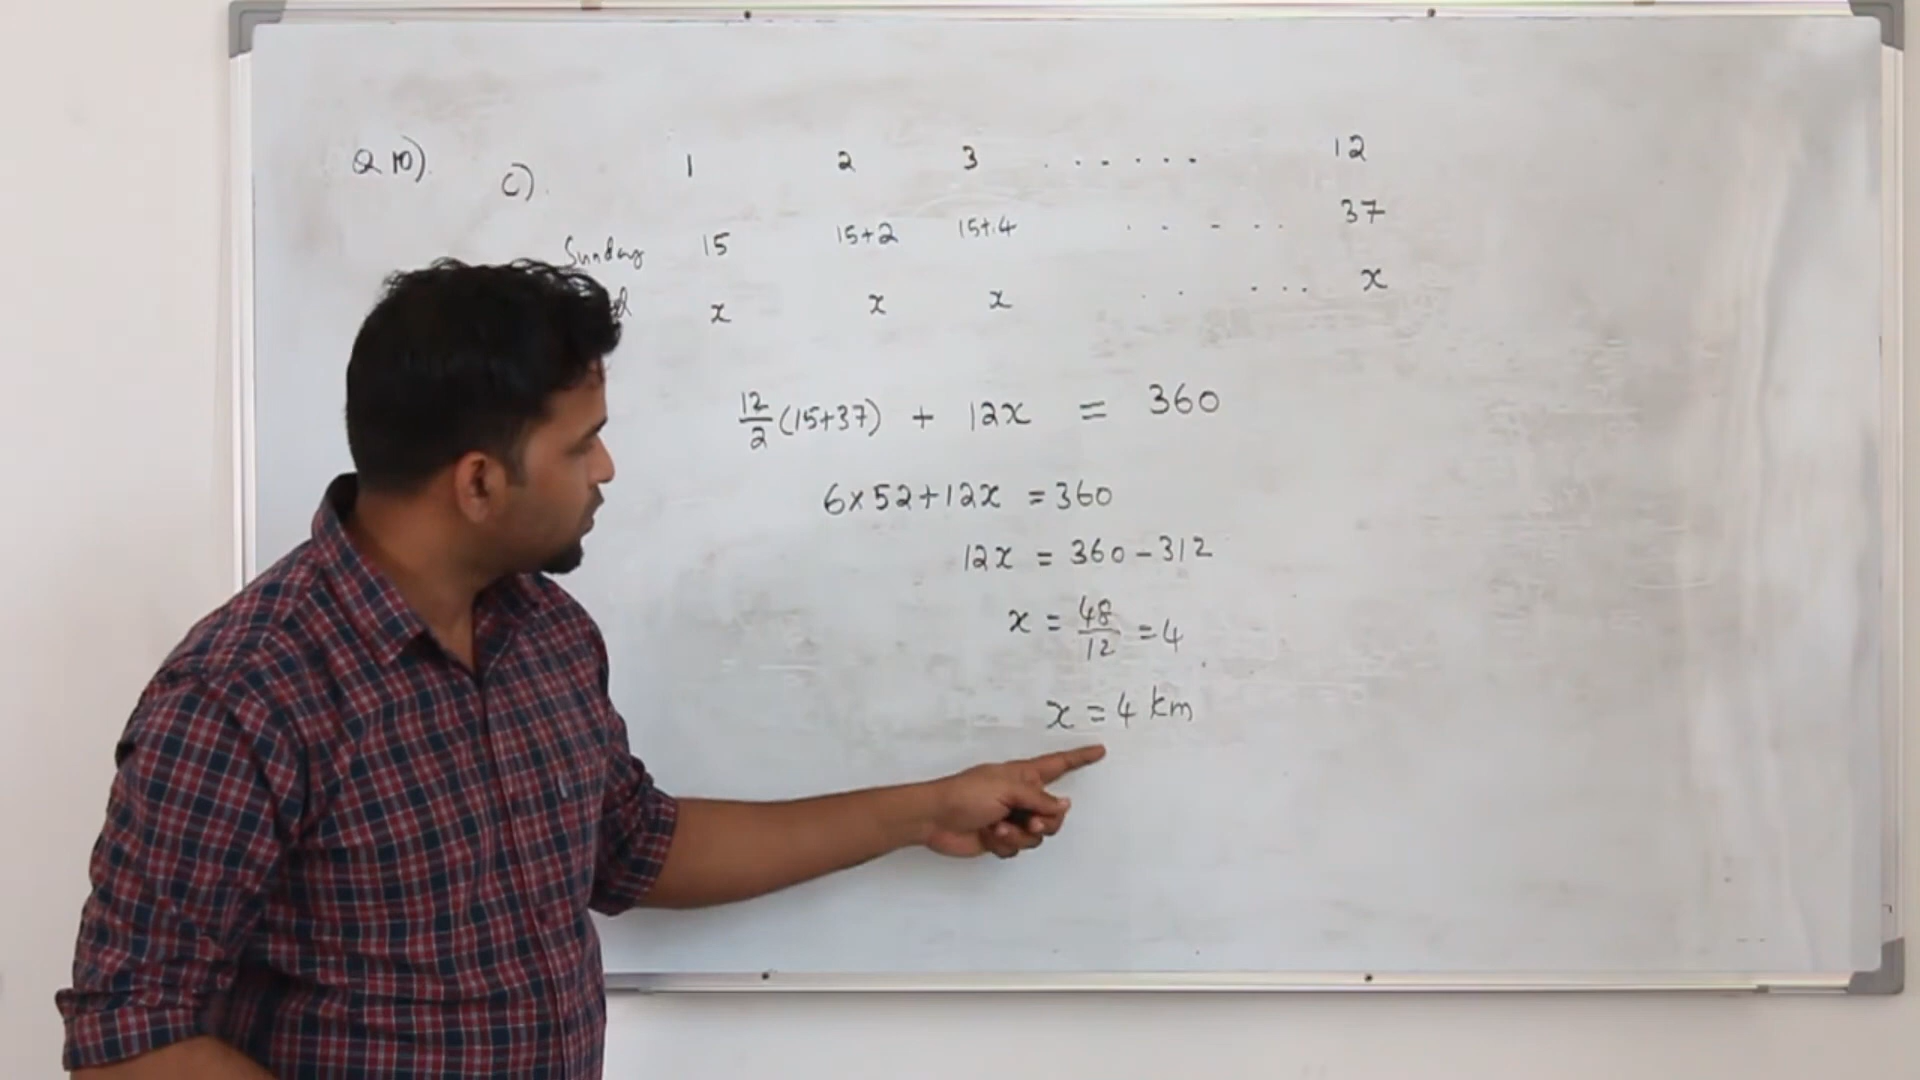 Q 10). C). 1 2 3 . . . . . . 12
Sunday 15 15+2 15+4 . . - . . 37
x x x . . . . . x
12/2 (15+37) + 12x = 360
6×52+12x = 360
12x = 360-312
x = 48/12 = 4
x = 4 km